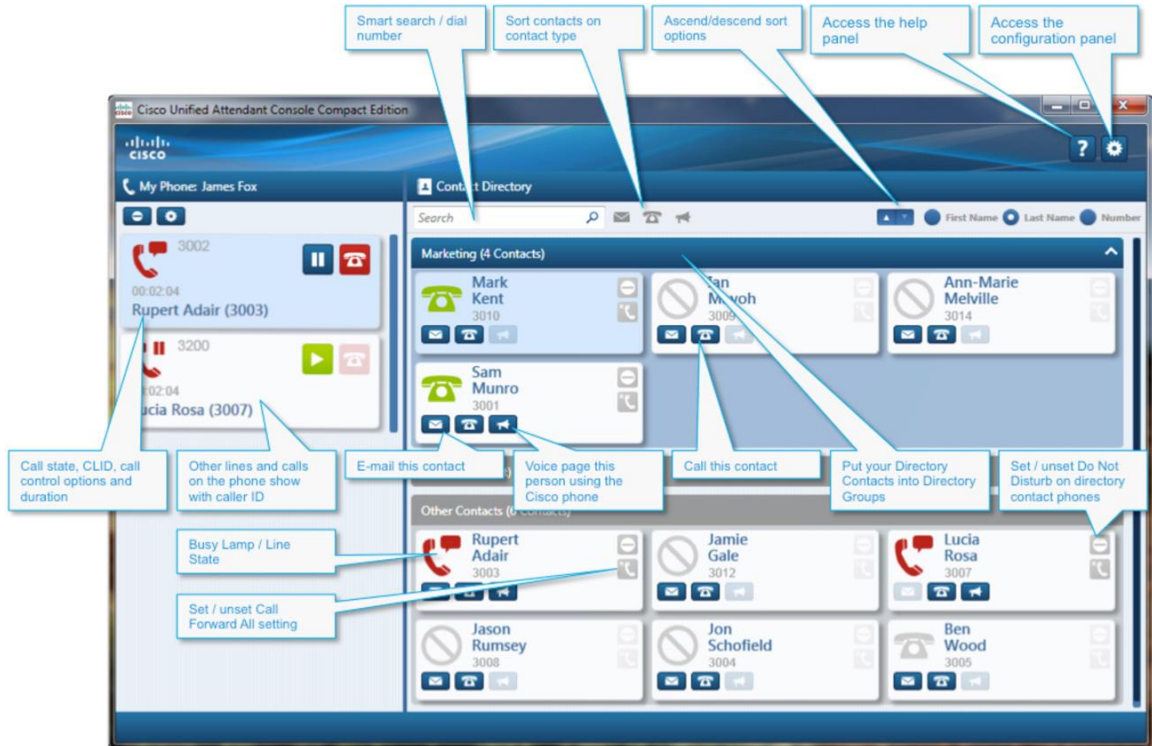 Smart search / dial
number
Sort contacts on
contact type
Ascend/descend sort
options
Access the help
panel
Access the
configuration panel
Cisco Unified Attendant Console Compact Edition
CISCO
?
My Phone: James Fox
Contact Directory
Search
First Name
Last Name
Number
3002
00:02:04
Rupert Adair (3003)
3200
02:04
ucia Rosa (3007)
Marketing (4 Contacts)
Mark
Kent
3010
3009
Ann-Marie
Melville
3014
Sam
Munro
3001
Call state, CLID, call
control options and
duration
Other lines and calls
on the phone show
with caller ID
E-mail this contact
Voice page this
person using the
Cisco phone
Call this contact
Put your Directory
Contacts into Directory
Groups
Set / unset Do Not
Disturb on directory
contact phones
Other Contacts (6 Contacts)
Busy Lamp / Line
State
Set / unset Call
Forward All setting
Rupert
Adair
3003
Jamie
Gale
3012
Lucia
Rosa
3007
Jason
Rumsey
3008
Jon
Schofield
3004
Ben
Wood
3005